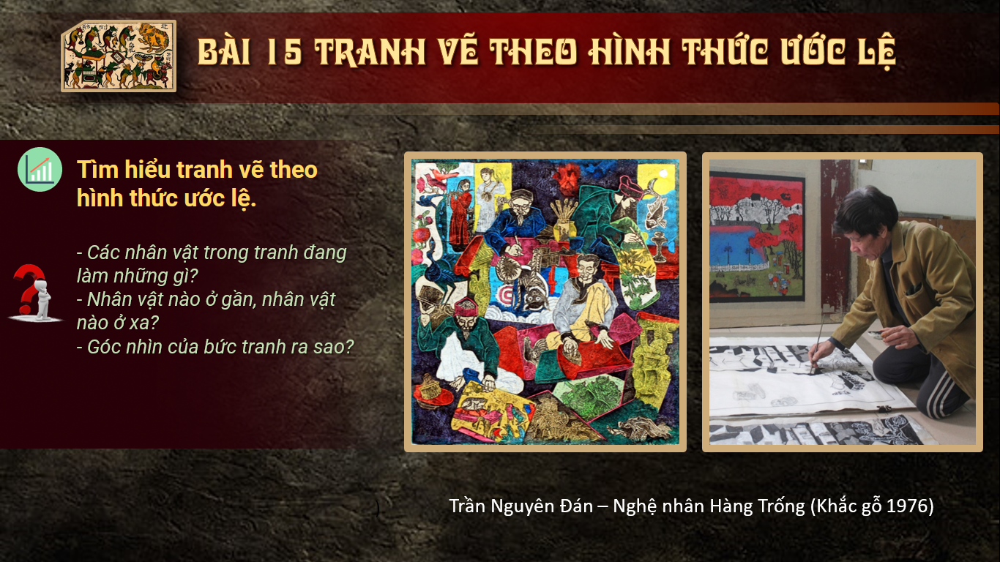 BÀI 15 TRANH VẼ THEO HÌNH THỨC ƯỚC LỆ
Tìm hiểu tranh vẽ theo
hình thức ước lệ.
- Các nhân vật trong tranh đang
làm những gì?
- Nhân vật nào ở gần, nhân vật
nào ở xa?
- Góc nhìn của bức tranh ra sao?
Trần Nguyên Đán – Nghệ nhân Hàng Trống (Khắc gỗ 1976)